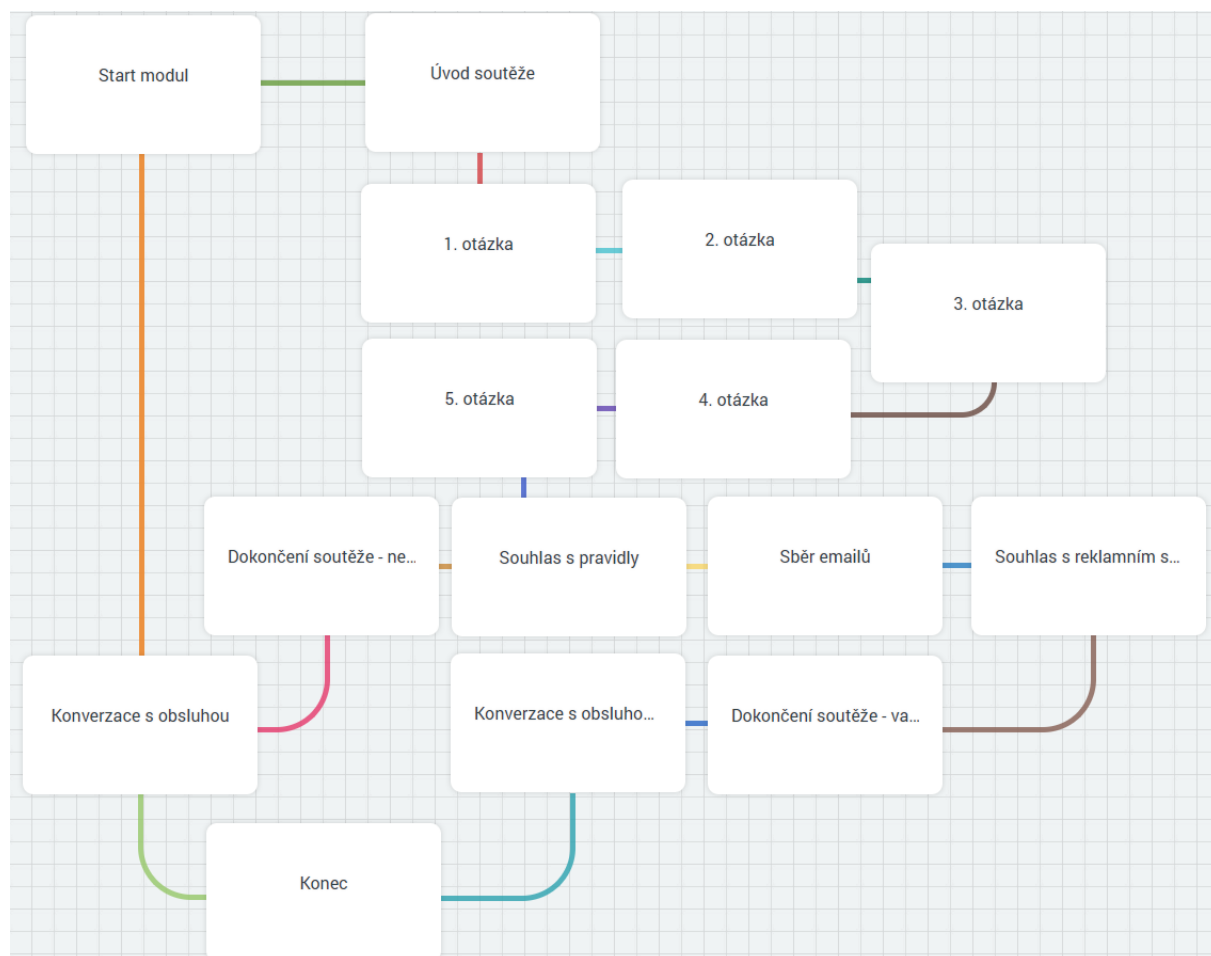 Start modul
Úvod soutěže
1. otázka
2. otázka
3. otázka
5. otázka
4. otázka
Dokončení soutěže - ne...
Souhlas s pravidly
Sběr emailů
Souhlas s reklamním s...
Konverzace s obsluhou
Konverzace s obsluho...
Dokončení soutěže - va...
Konec